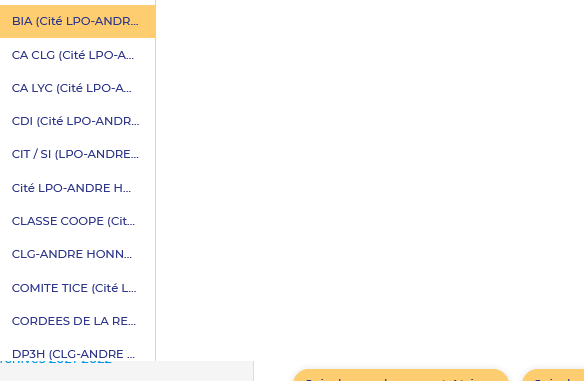 BIA (Cité LPO-ANDR...
CA CLG (Cité LPO-A...
CA LYC (Cité LPO-A...
CDI (Cité LPO-ANDR...
CIT / SI (LPO-ANDRE...
Cité LPO-ANDRE H...
CLASSE COOPE (Cit...
CLG-ANDRE HONN...
COMITE TICE (Cité L...
CORDEES DE LA RE...
DP3H (CLG-ANDRE ...
2021-2022